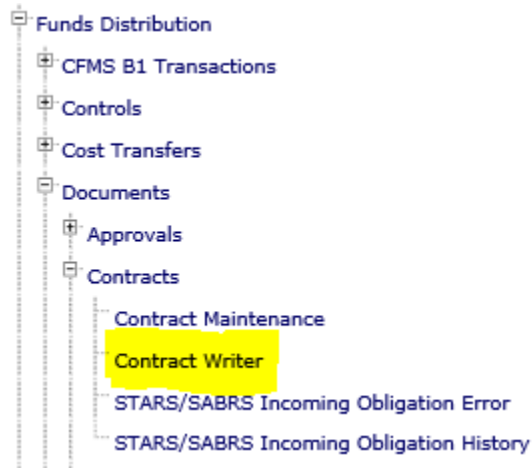 Funds Distribution
CFMS B1 Transactions
Controls
Cost Transfers
Documents
Approvals
Contracts
Contract Maintenance
Contract Writer
STARS/SABRS Incoming Obligation Error
STARS/SABRS Incoming Obligation History